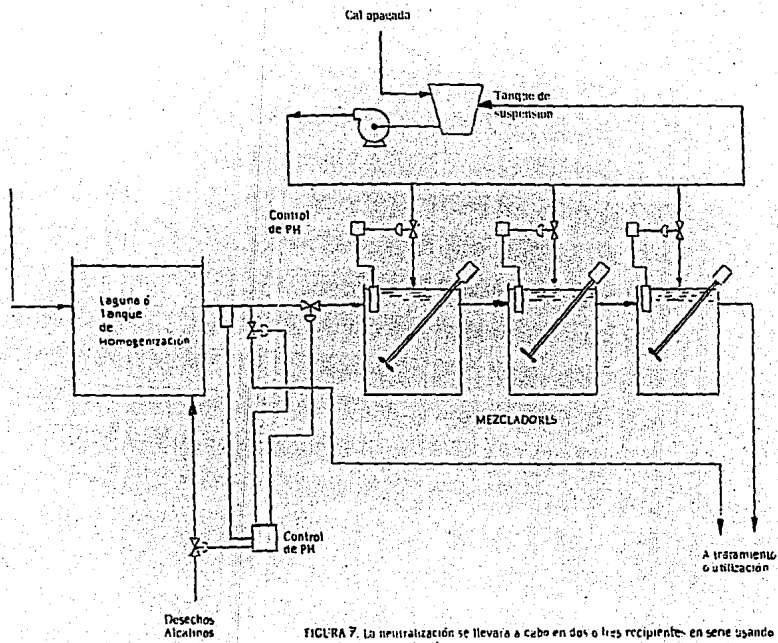 Cal apagada
Tanque de
suspensión
Control
de PH
Laguna ó
Tanque
de
Homogenización
MEZCLADORES
Control
de PH
A tratamiento
o utilización
Desechos
Alcalinos
FIGURA 7. La neutralización se llevara a cabo en dos o tres recipientes en serie usando